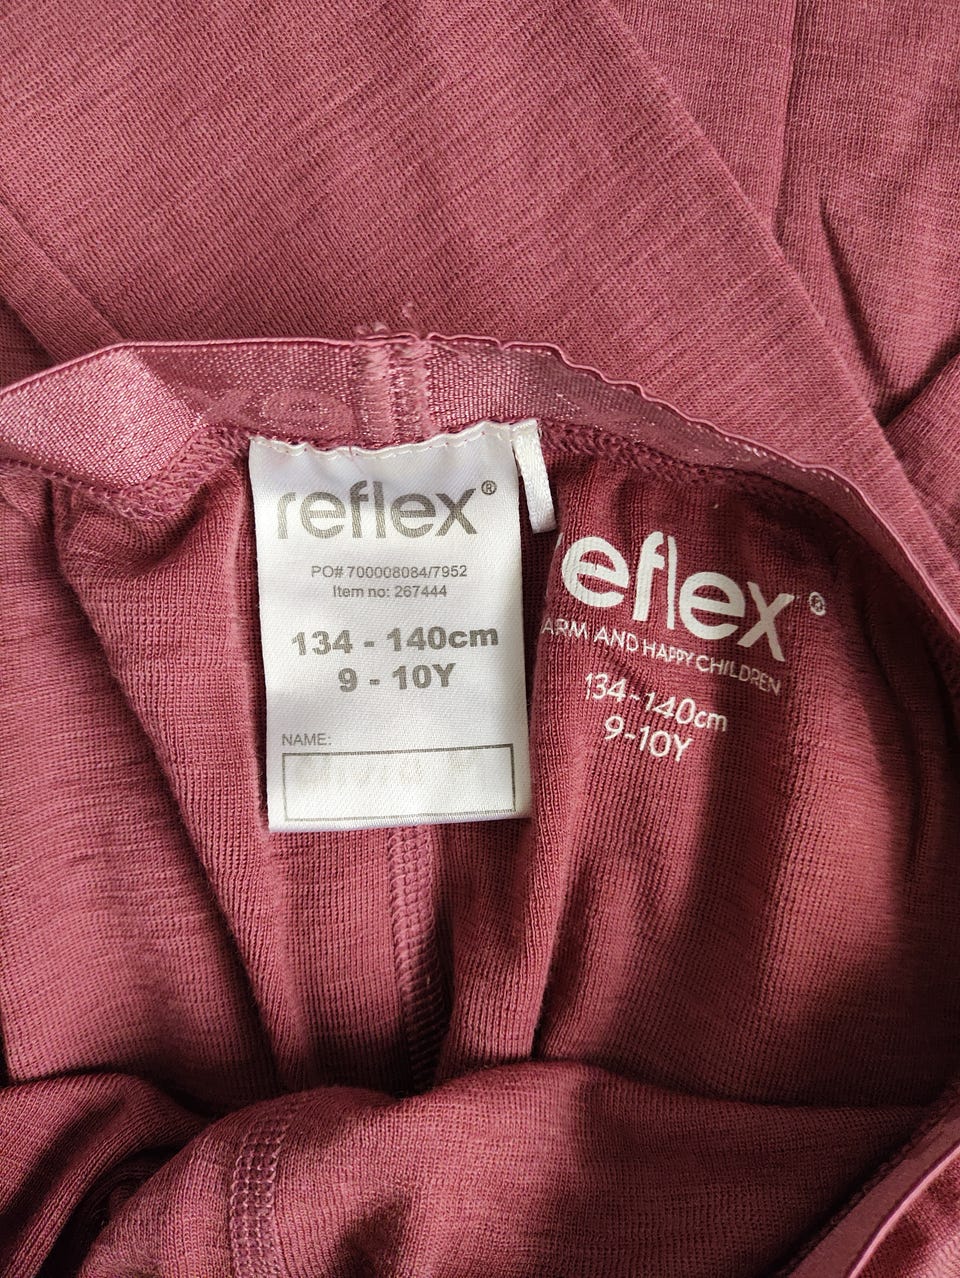 reflex®
PO# 700008084/7952
Item no: 267444
134 - 140cm
9 - 10Y
NAME:
eflex®
ARM AND HAPPY CHILDREN
134-140cm
9-10Y